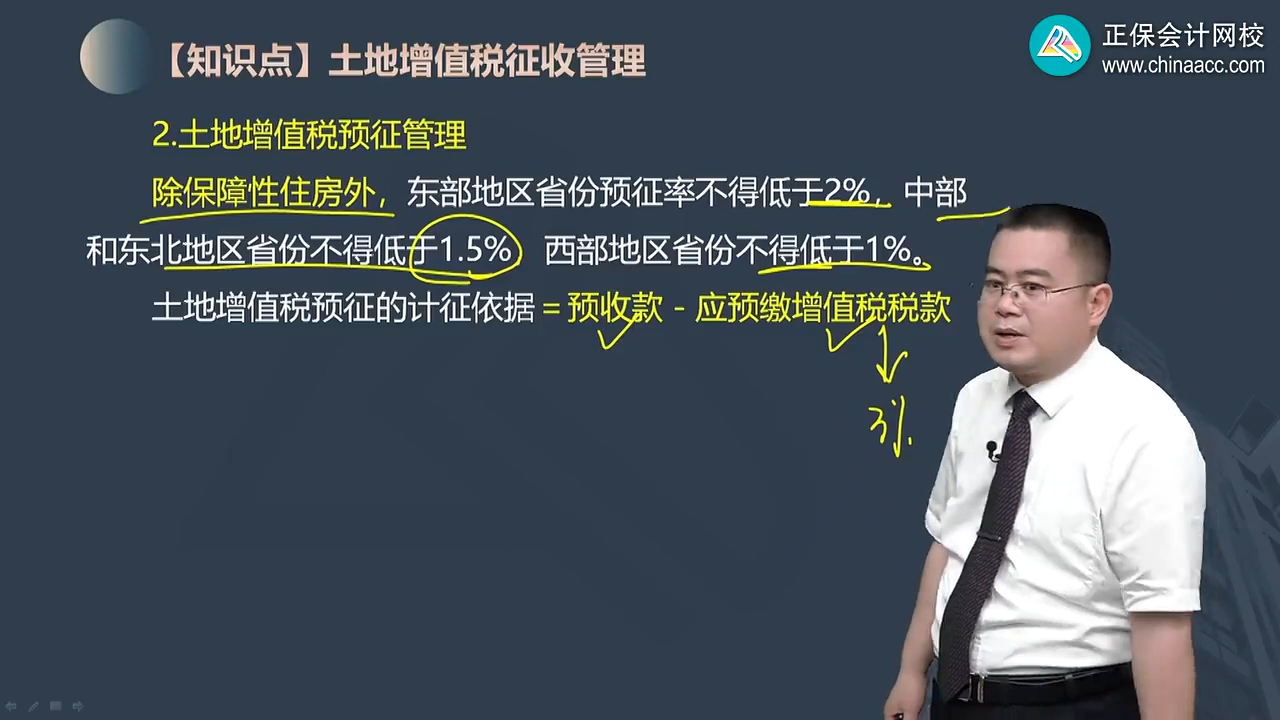 【知识点】土地增值税征收管理
正保会计网校
www.chinaacc.com
2.土地增值税预征管理
除保障性住房外，东部地区省份预征率不得低于2%，中部
和东北地区省份不得低于1.5% 西部地区省份不得低于1%。
土地增值税预征的计征依据＝预收款－应预缴增值税税款
3%.